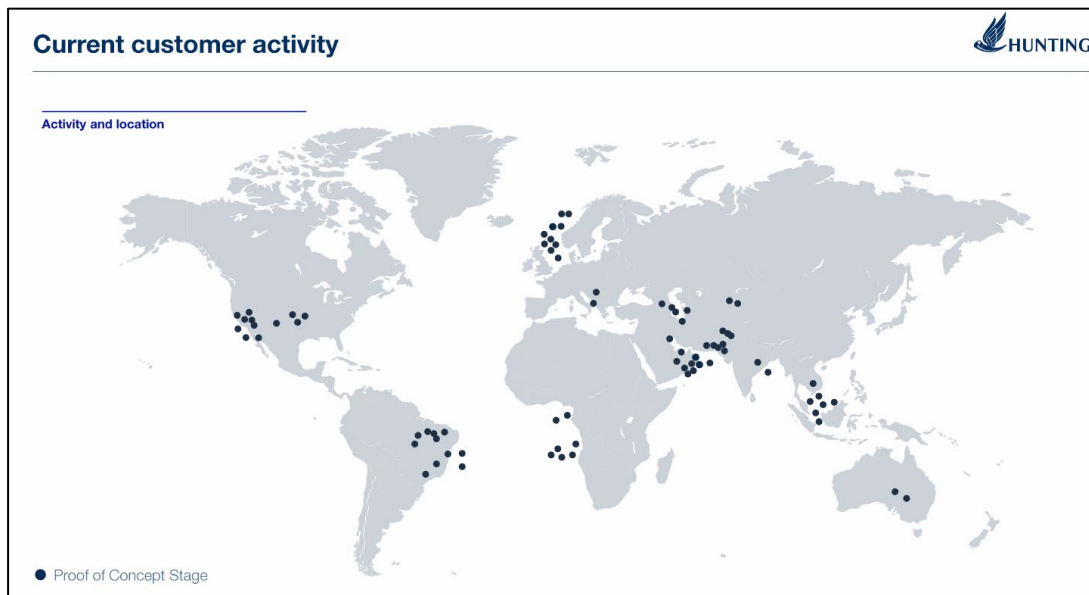 Current customer activity
HUNTING
Activity and location
Proof of Concept Stage